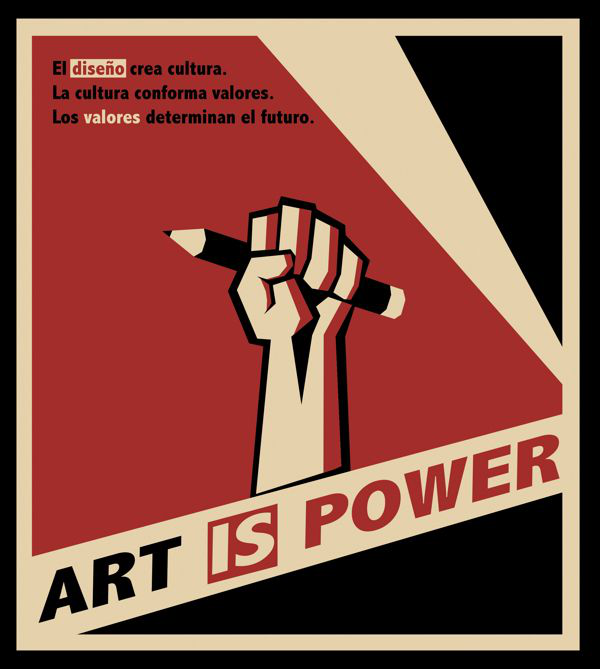 El diseño crea cultura.
La cultura conforma valores.
Los valores determinan el futuro.
ART IS POWER